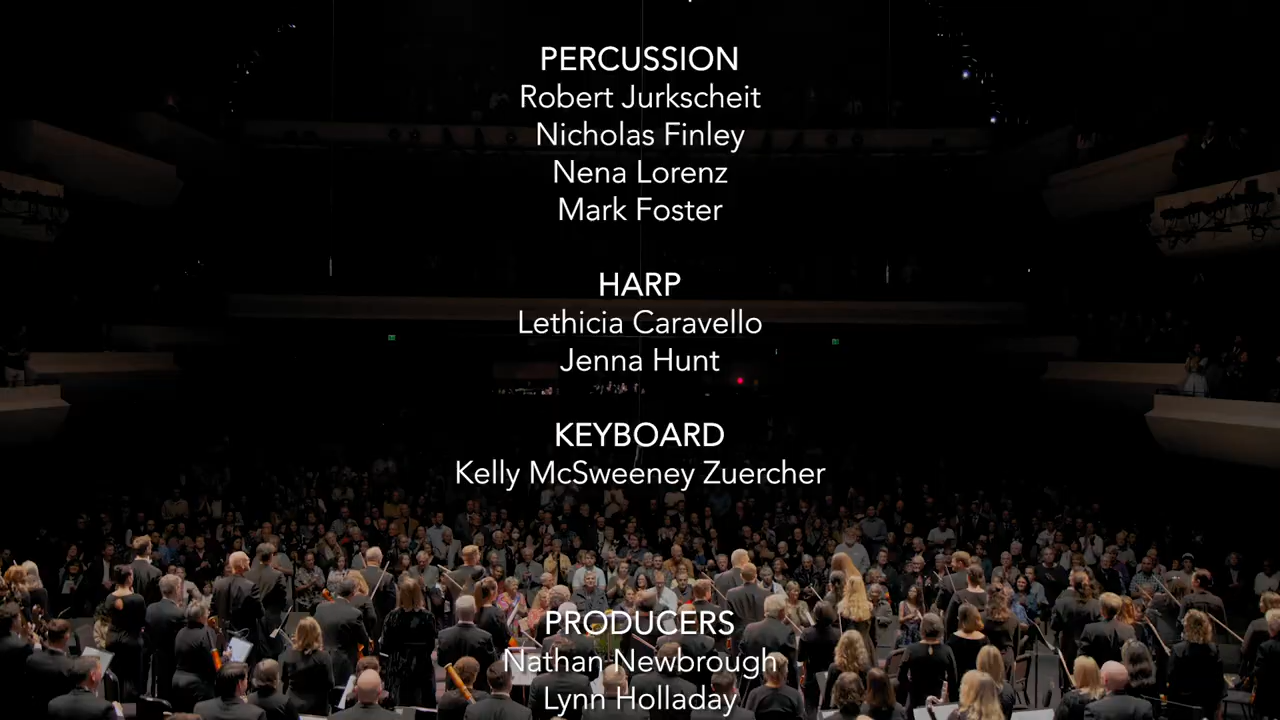 PERCUSSION
Robert Jurkscheit
Nicholas Finley
Nena Lorenz
Mark Foster
HARP
Lethicia Caravello
Jenna Hunt
KEYBOARD
Kelly McSweeney Zuercher
PRODUCERS
Nathan Newbrough
Lynn Holladay